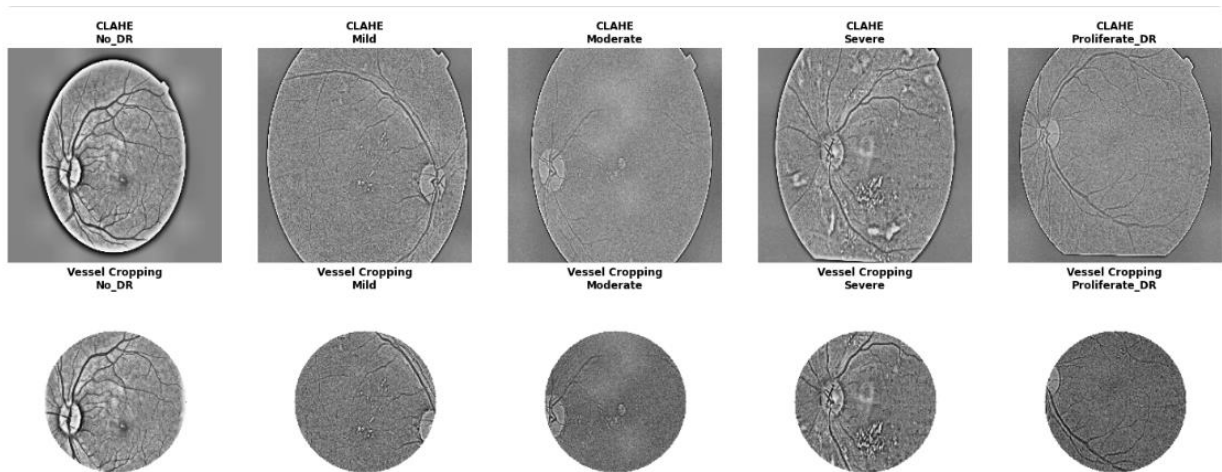 CLAHE
No_DR
CLAHE
Mild
CLAHE
Moderate
CLAHE
Severe
CLAHE
Proliferate_DR
Vessel Cropping
No_DR
Vessel Cropping
Mild
Vessel Cropping
Moderate
Vessel Cropping
Severe
Vessel Cropping
Proliferate_DR